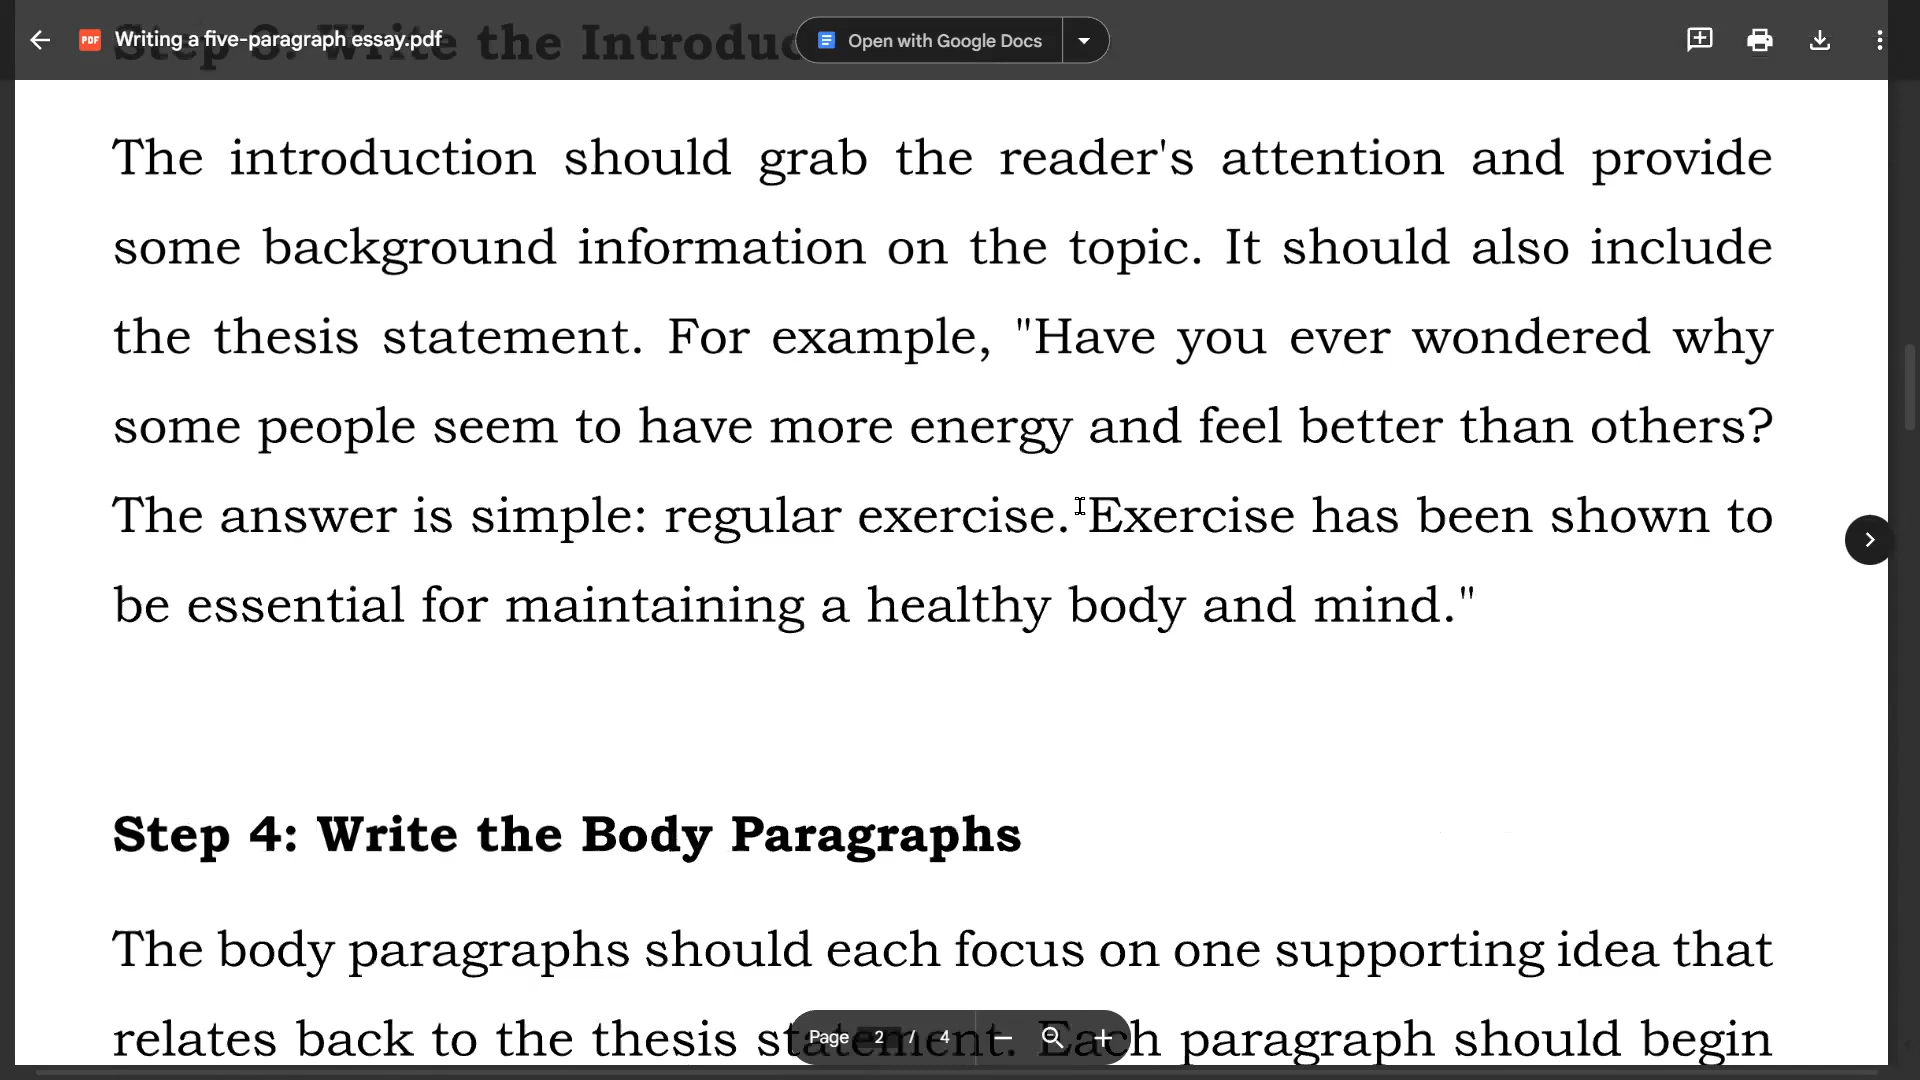 Step 3: Write the Introduc
Writing a five-paragraph essay.pdf
Open with Google Docs
The introduction should grab the reader's attention and provide
some background information on the topic. It should also include
the thesis statement. For example, "Have you ever wondered why
some people seem to have more energy and feel better than others?
The answer is simple: regular exercise. Exercise has been shown to
be essential for maintaining a healthy body and mind."
Step 4: Write the Body Paragraphs
The body paragraphs should each focus on one supporting idea that
relates back to the thesis statement. Each paragraph should begin
Page 2 / 4